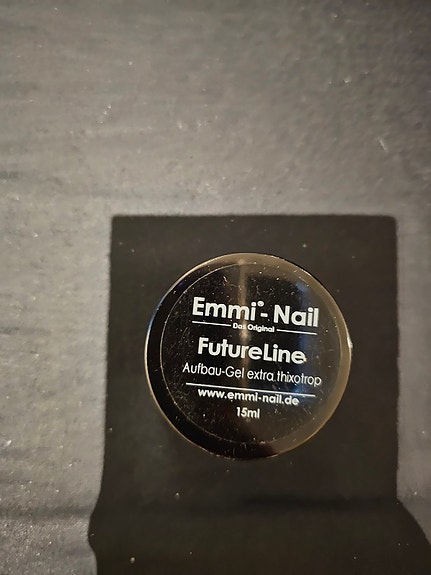 Emmi®-Nail
Das Original
FutureLine
Aufbau-Gel extra thixotrop
www.emmi-nail.de
15ml